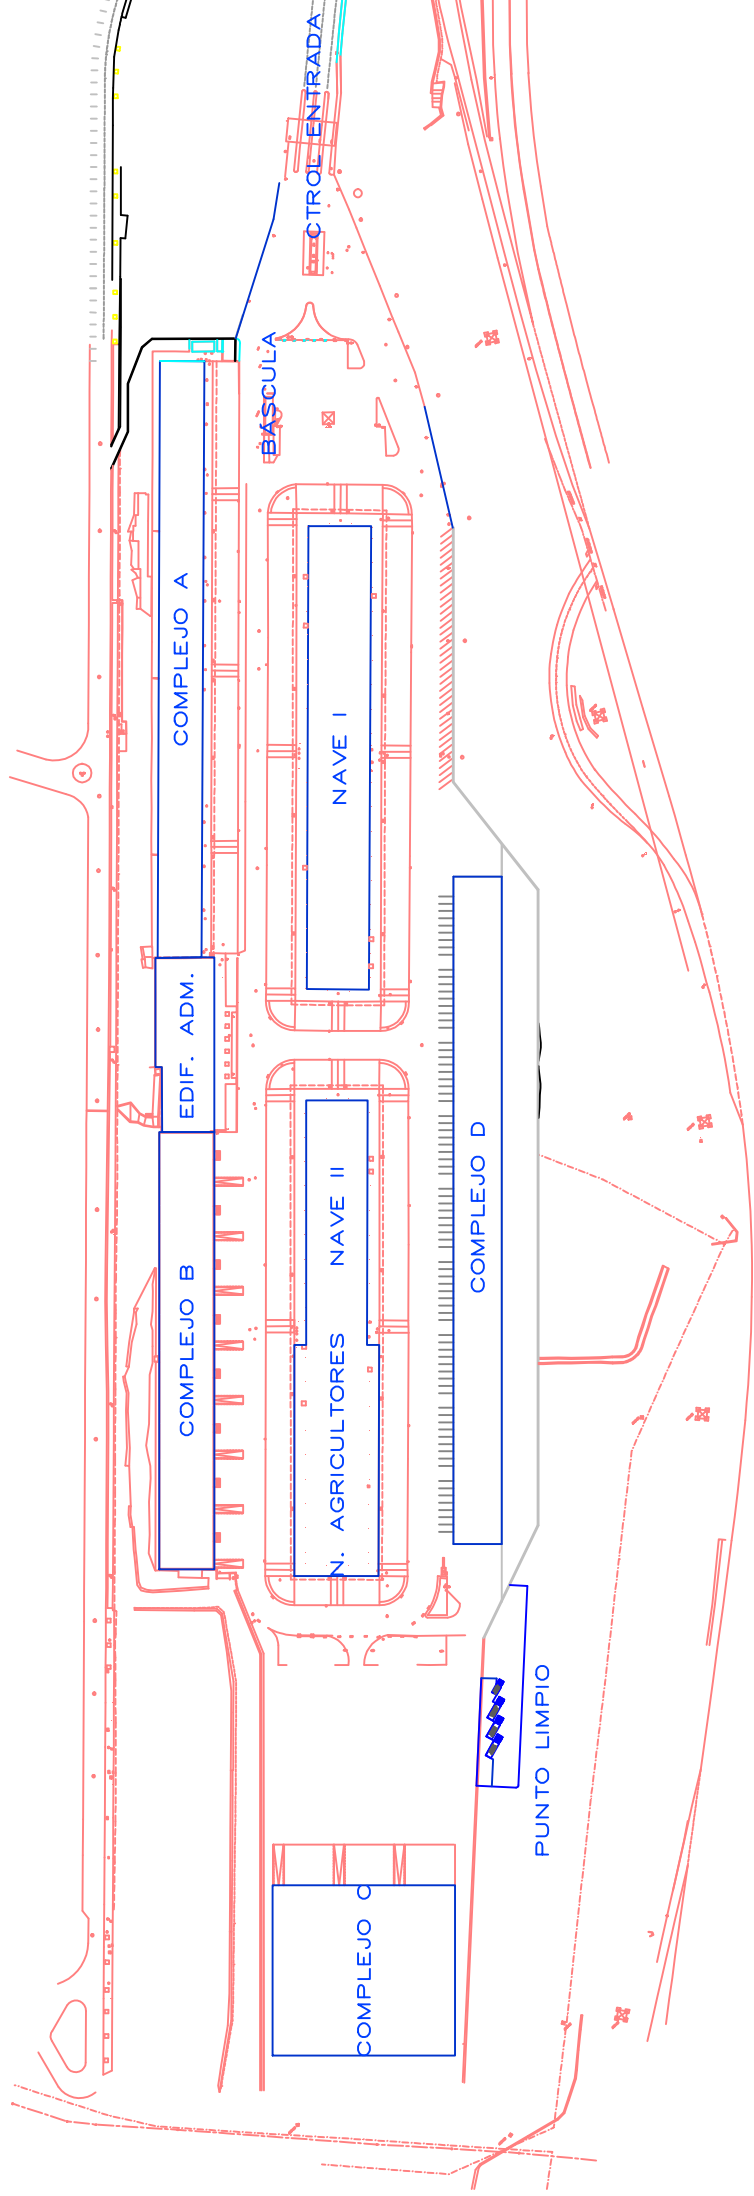 CTROL ENTRADA
BÁSCULA
COMPLEJO A
NAVE I
EDIF. ADM.
COMPLEJO D
NAVE II
COMPLEJO B
N. AGRICULTORES
PUNTO LIMPIO
COMPLEJO C